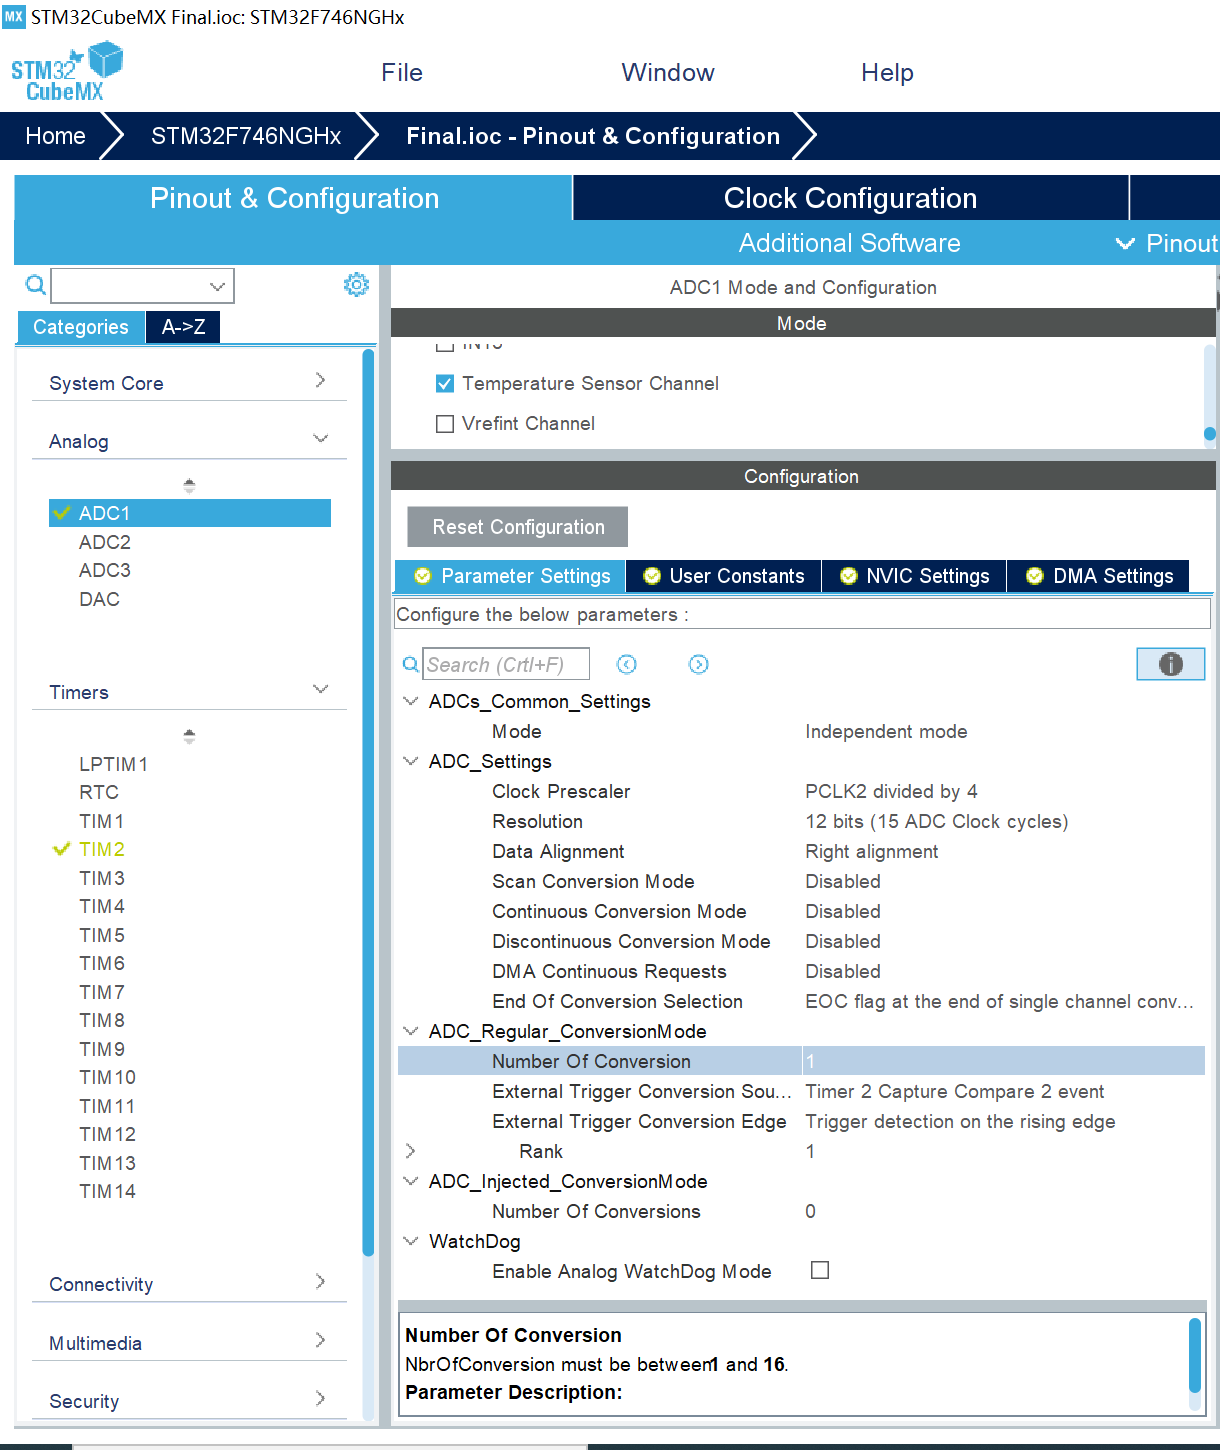 MX STM32CubeMX Final.ioc: STM32F746NGHx
STM32
CubeMX
File Window Help
Home STM32F746NGHx Final.ioc - Pinout & Configuration
Pinout & Configuration Clock Configuration
Additional Software Pinout
Categories A->Z
System Core
Analog
ADC1
ADC2
ADC3
DAC
Timers
LPTIM1
RTC
TIM1
TIM2
TIM3
TIM4
TIM5
TIM6
TIM7
TIM8
TIM9
TIM10
TIM11
TIM12
TIM13
TIM14
Connectivity
Multimedia
Security
ADC1 Mode and Configuration
Mode
Temperature Sensor Channel
Vrefint Channel
Configuration
Reset Configuration
Parameter Settings User Constants NVIC Settings DMA Settings
Configure the below parameters :
Search (Crtl+F)
ADCs_Common_Settings
Mode Independent mode
ADC_Settings
Clock Prescaler PCLK2 divided by 4
Resolution 12 bits (15 ADC Clock cycles)
Data Alignment Right alignment
Scan Conversion Mode Disabled
Continuous Conversion Mode Disabled
Discontinuous Conversion Mode Disabled
DMA Continuous Requests Disabled
End Of Conversion Selection EOC flag at the end of single channel conv...
ADC_Regular_ConversionMode
Number Of Conversion 1
External Trigger Conversion Sou... Timer 2 Capture Compare 2 event
External Trigger Conversion Edge Trigger detection on the rising edge
Rank 1
ADC_Injected_ConversionMode
Number Of Conversions 0
WatchDog
Enable Analog WatchDog Mode
Number Of Conversion
NbrOfConversion must be between 1 and 16.
Parameter Description: